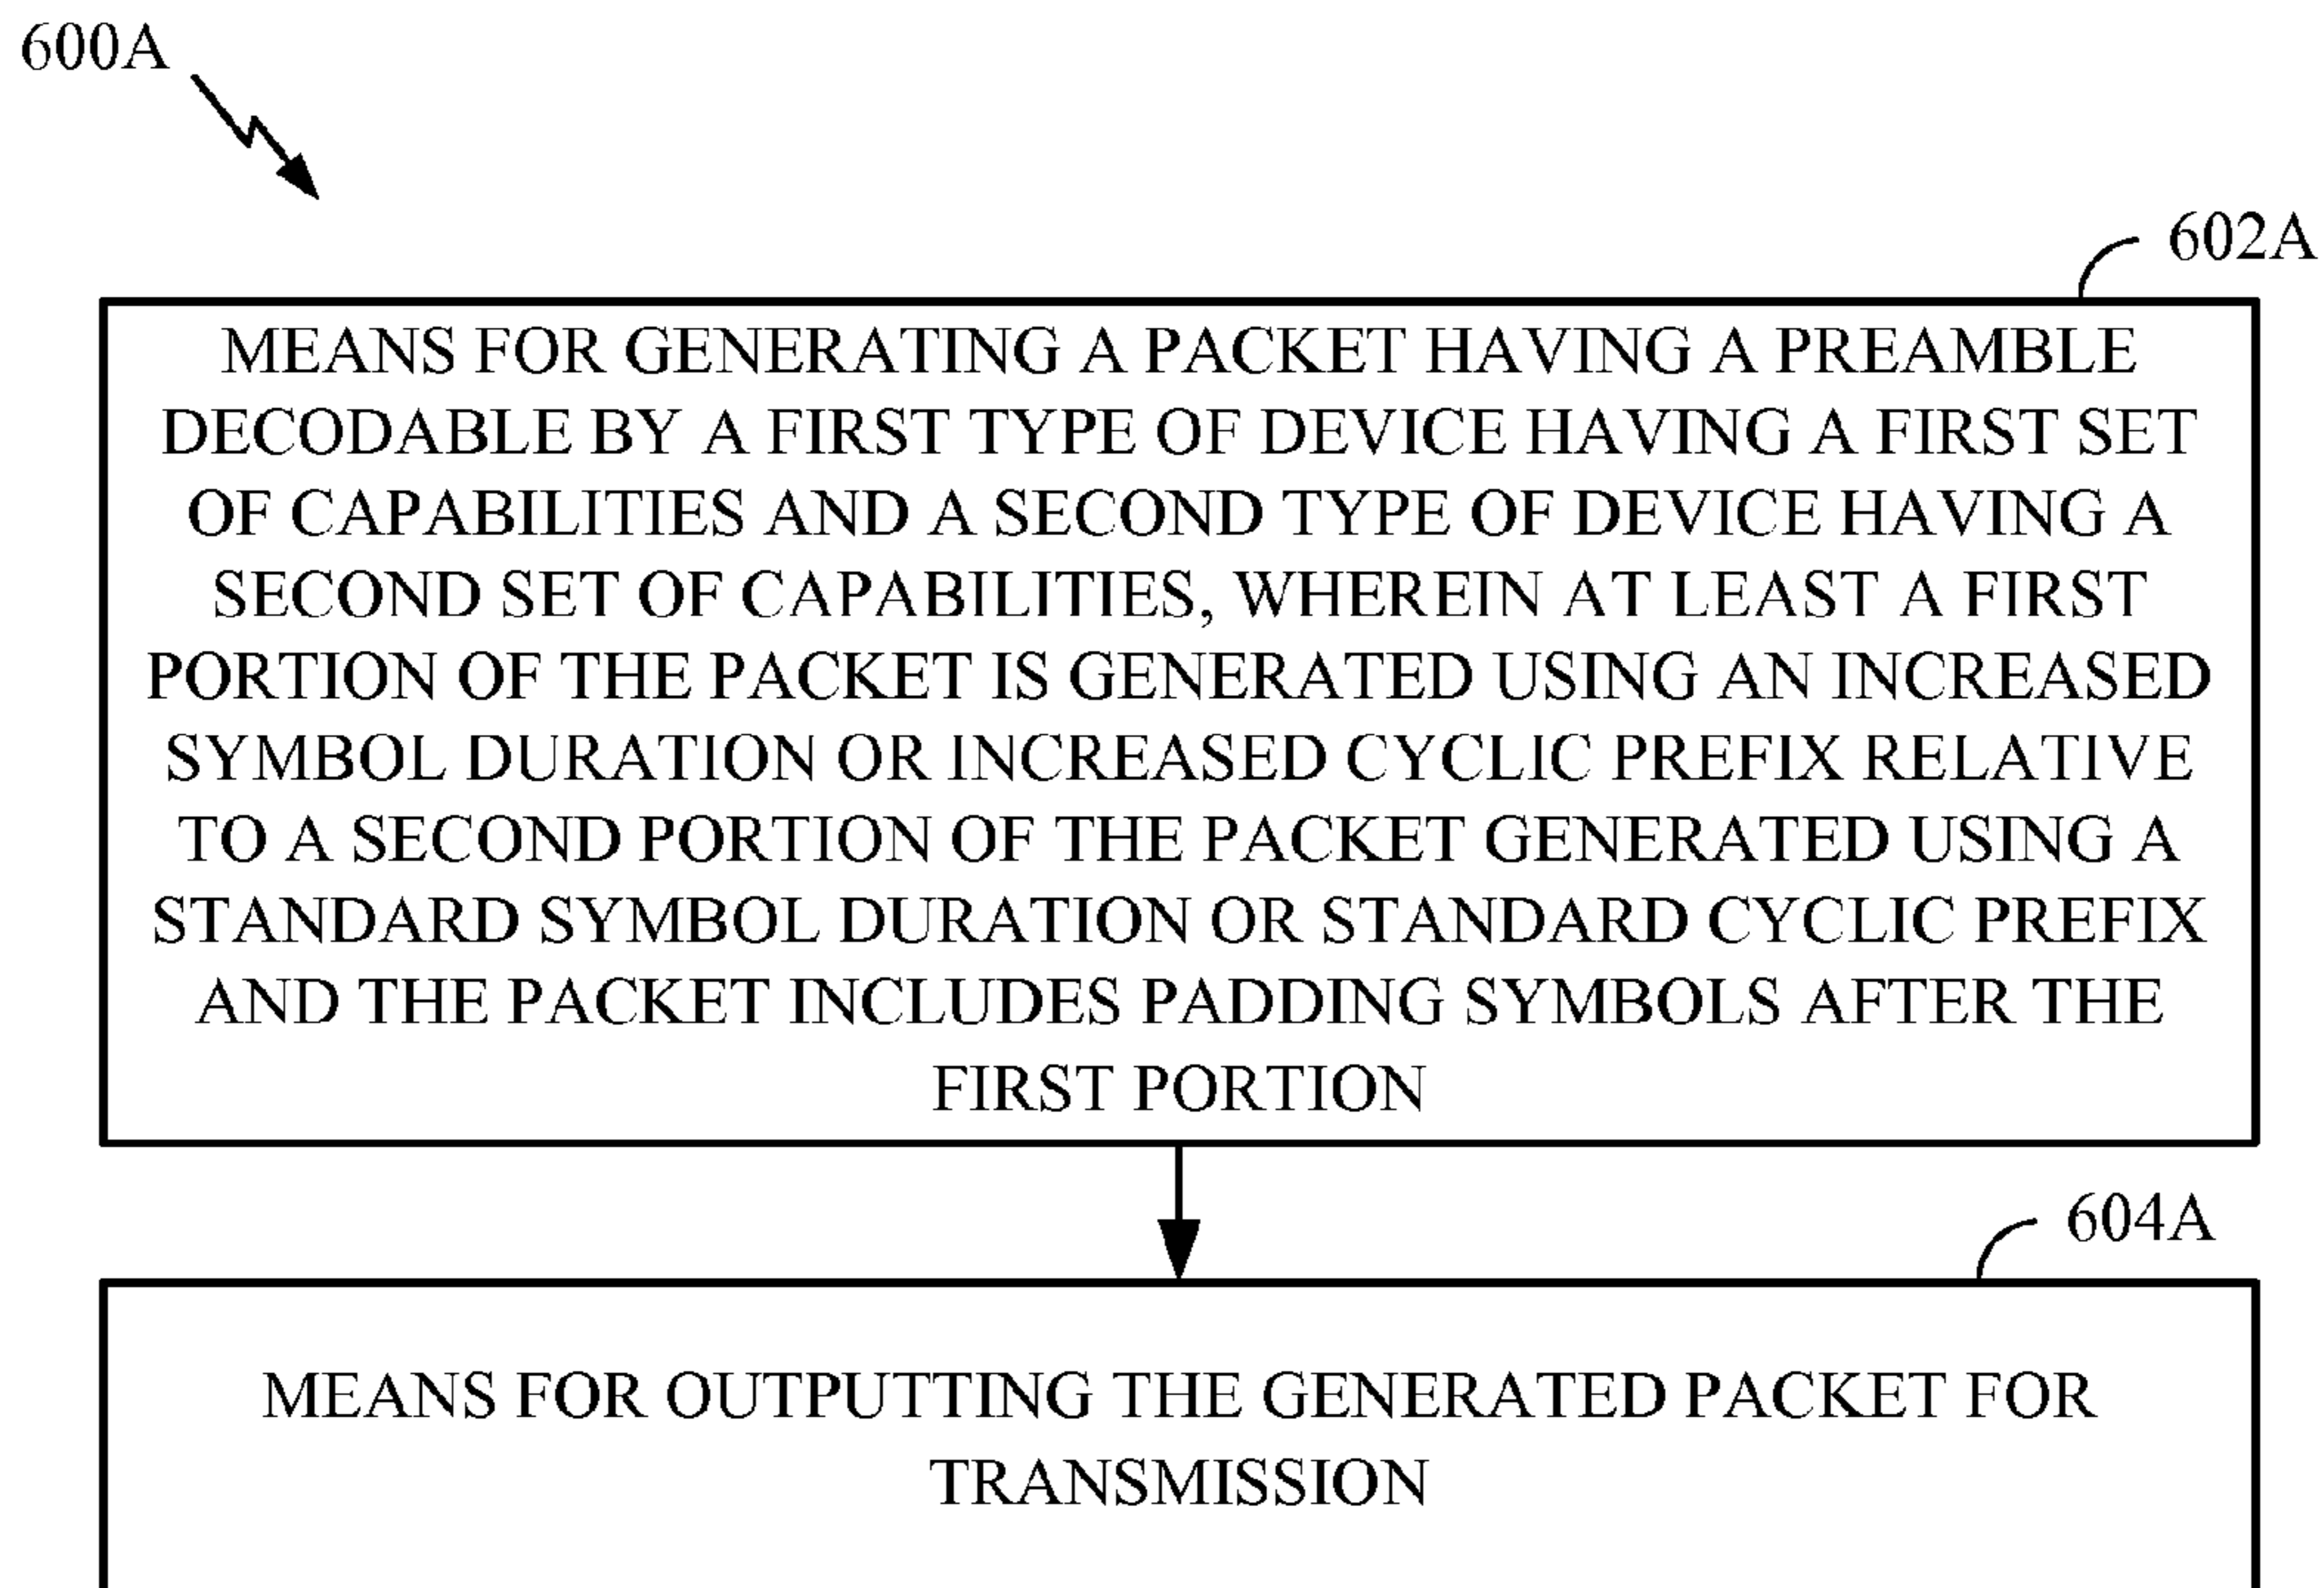 600A
602A
MEANS FOR GENERATING A PACKET HAVING A PREAMBLE
DECODABLE BY A FIRST TYPE OF DEVICE HAVING A FIRST SET
OF CAPABILITIES AND A SECOND TYPE OF DEVICE HAVING A
SECOND SET OF CAPABILITIES, WHEREIN AT LEAST A FIRST
PORTION OF THE PACKET IS GENERATED USING AN INCREASED
SYMBOL DURATION OR INCREASED CYCLIC PREFIX RELATIVE
TO A SECOND PORTION OF THE PACKET GENERATED USING A
STANDARD SYMBOL DURATION OR STANDARD CYCLIC PREFIX
AND THE PACKET INCLUDES PADDING SYMBOLS AFTER THE
FIRST PORTION
604A
MEANS FOR OUTPUTTING THE GENERATED PACKET FOR
TRANSMISSION